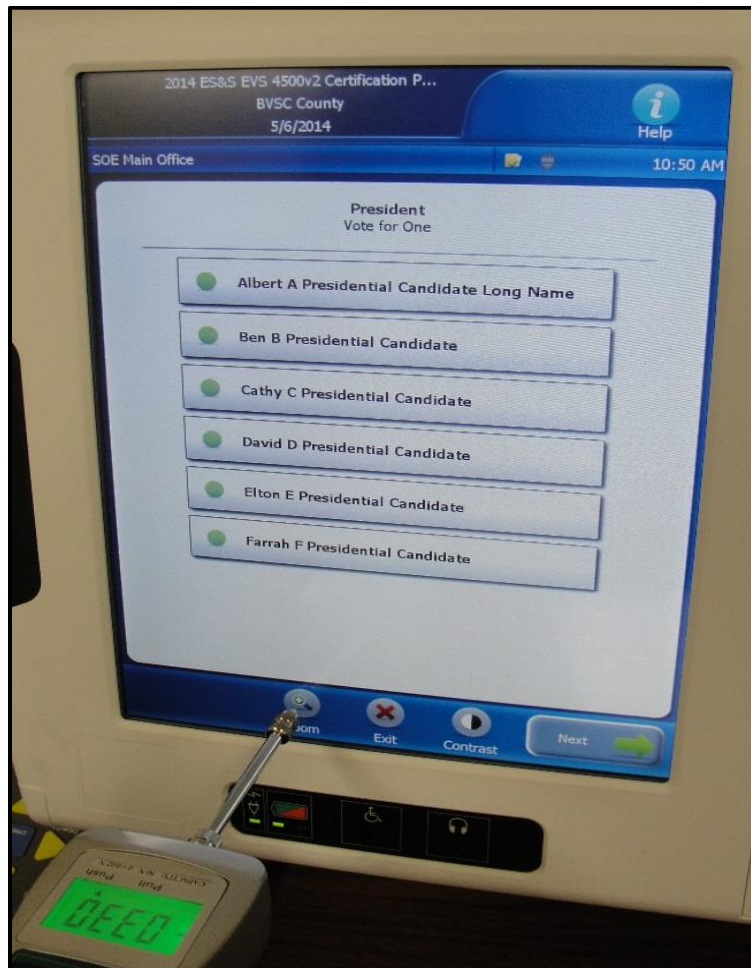 2014 ES&S EVS 4500v2 Certification P...
BVSC County
5/6/2014
Help
SOE Main Office
10:50 AM
President
Vote for One
Albert A Presidential Candidate Long Name
Ben B Presidential Candidate
Cathy C Presidential Candidate
David D Presidential Candidate
Elton E Presidential Candidate
Farrah F Presidential Candidate
Exit
Contrast
Next
Pull
Push